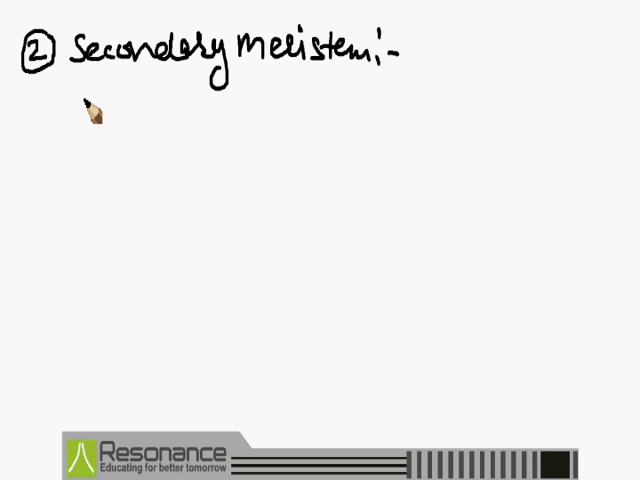 ② Secondary Meristem:-
Resonance
Educating for better tomorrow